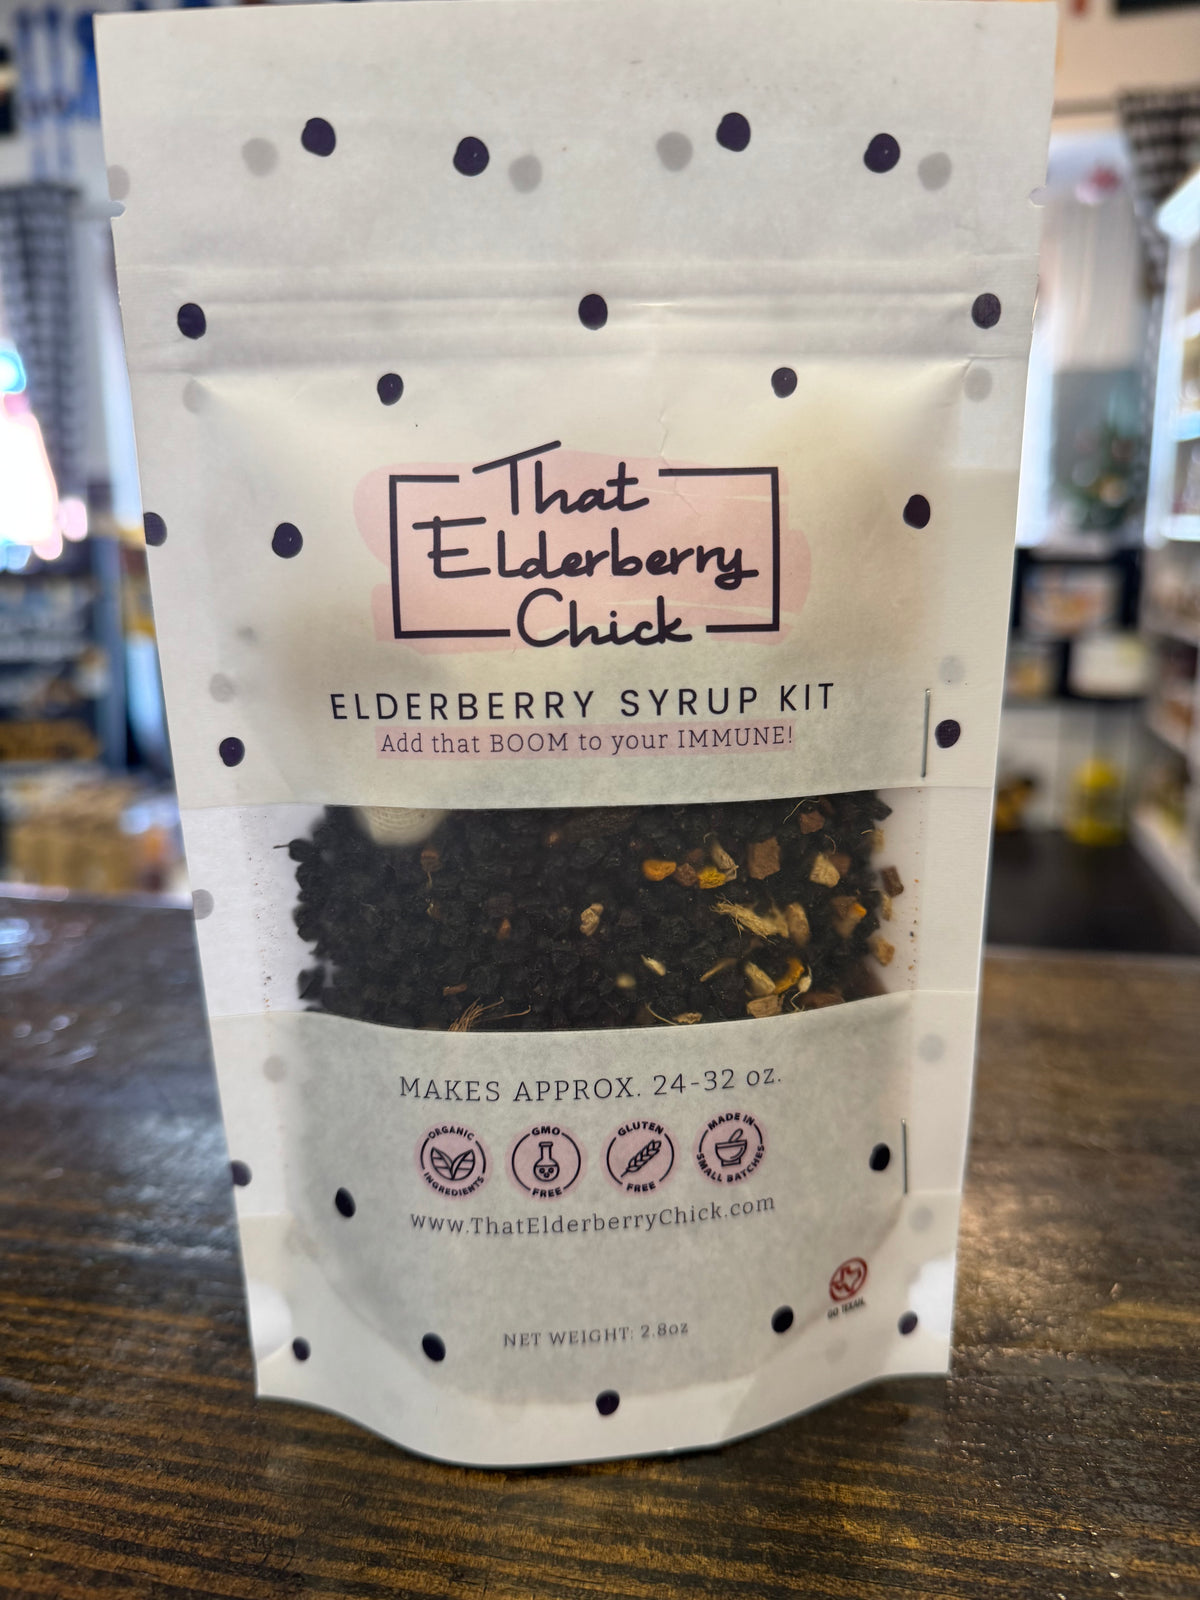 That
Elderberry
Chick
ELDERBERRY SYRUP KIT
Add that BOOM to your IMMUNE!
MAKES APPROX. 24-32 oz.
ORGANIC INGREDIENTS
GMO FREE
GLUTEN FREE
MADE IN SMALL BATCHES
www.ThatElderberryChick.com
GO TEXAN.
NET WEIGHT: 2.8oz